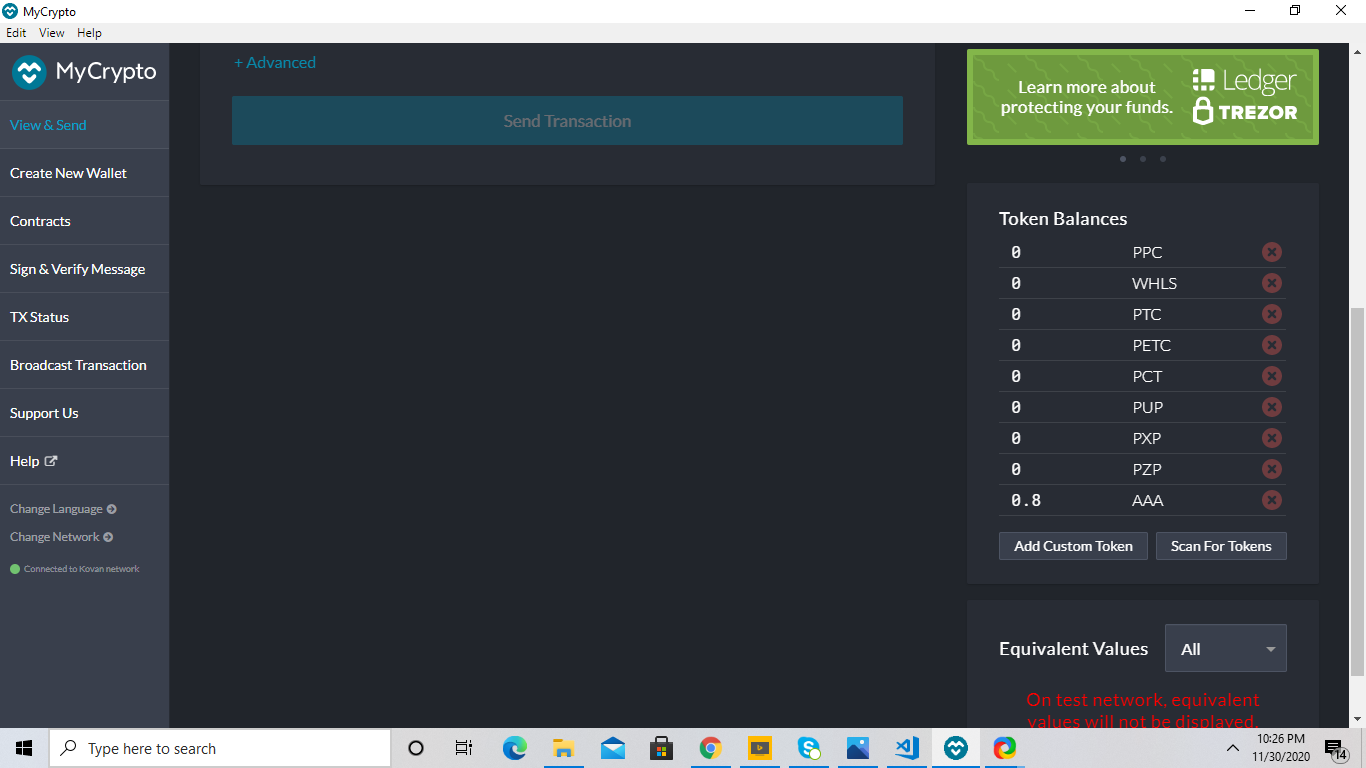 MyCrypto
Edit View Help
MyCrypto
View & Send
Create New Wallet
Contracts
Sign & Verify Message
TX Status
Broadcast Transaction
Support Us
Help
Change Language
Change Network
Connected to Kovan network
+ Advanced
Send Transaction
Learn more about
protecting your funds.
Ledger
TREZOR
Token Balances
0 PPC
0 WHLS
0 PTC
0 PETC
0 PCT
0 PUP
0 PXP
0 PZP
0.8 AAA
Add Custom Token Scan For Tokens
Equivalent Values All
On test network, equivalent
values will not be displayed.
Type here to search
10:26 PM
11/30/2020
14